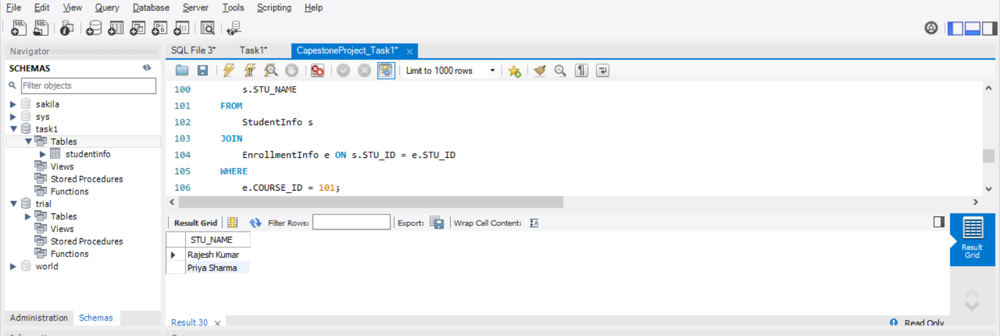 File Edit View Query Database Server Tools Scripting Help
SQL SQL
Navigator
SQL File 3* Task1* CapestoneProject_Task1*
SCHEMAS
Limit to 1000 rows
Filter objects
sakila
sys
task1
Tables
studentinfo
Views
Stored Procedures
Functions
trial
Tables
Views
Stored Procedures
Functions
world
Administration Schemas
100 s.STU_NAME
101 FROM
102 StudentInfo s
103 JOIN
104 EnrollmentInfo e ON s.STU_ID = e.STU_ID
105 WHERE
106 e.COURSE_ID = 101;
Result Grid Filter Rows: Export: Wrap Cell Content:
STU_NAME
Rajesh Kumar
Priya Sharma
Result
Grid
Result 30 Read Only